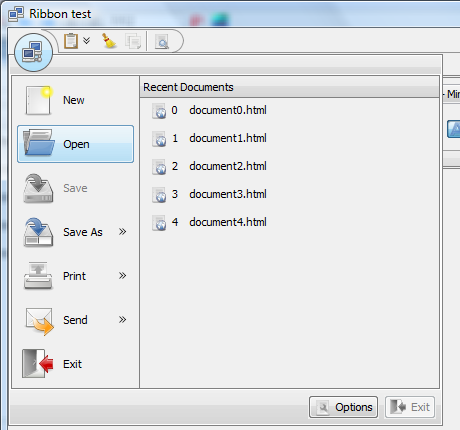 Ribbon test
Recent Documents
New
0 document0.html
Open
1 document1.html
2 document2.html
Save
3 document3.html
Save As
4 document4.html
Print
Send
Exit
Options
Exit
- Min